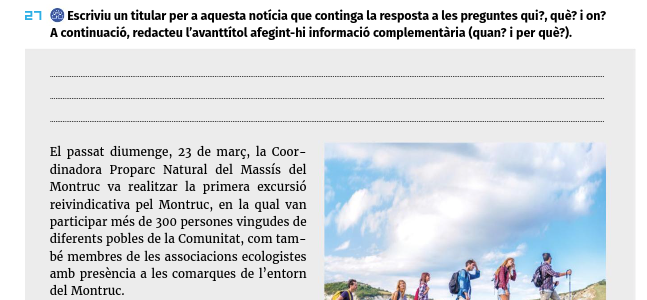 27 Escriviu un titular per a aquesta notícia que continga la resposta a les preguntes qui?, què? i on?
A continuació, redacteu l’avanttítol afegint-hi informació complementària (quan? i per què?).
El passat diumenge, 23 de març, la Coor-
dinadora Proparc Natural del Massís del
Montruc va realitzar la primera excursió
reivindicativa pel Montruc, en la qual van
participar més de 300 persones vingudes de
diferents pobles de la Comunitat, com tam-
bé membres de les associacions ecologistes
amb presència a les comarques de l’entorn
del Montruc.